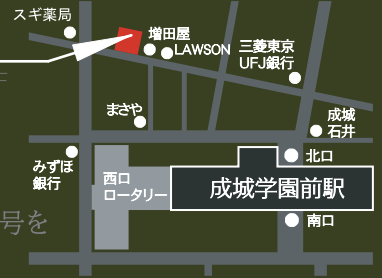 スギ薬局
増田屋
LAWSON
三菱東京
UFJ銀行
まさや
成城
石井
みずほ
銀行
西口
ロータリー
北口
成城学園前駅
号を
南口